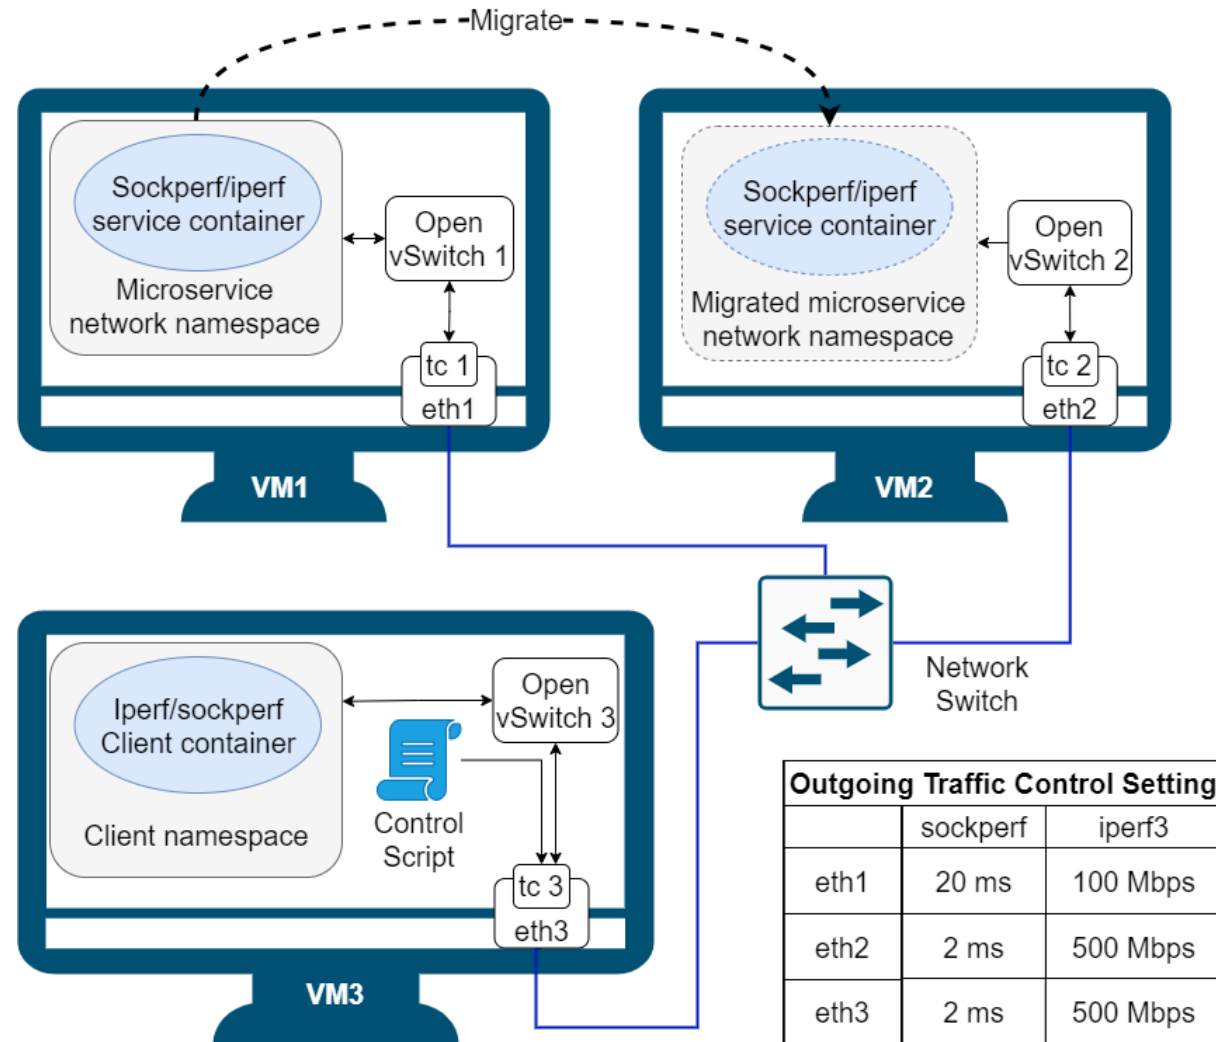 Migrate
Sockperf/iperf
service container
Open
vSwitch 1
Microservice
network namespace
tc 1
eth1
VM1
Sockperf/iperf
service container
Open
vSwitch 2
Migrated microservice
network namespace
tc 2
eth2
VM2
Network
Switch
Iperf/sockperf
Client container
Client namespace
Open
vSwitch 3
Control
Script
tc 3
eth3
VM3
Outgoing Traffic Control Setting
sockperf iperf3
eth1 20 ms 100 Mbps
eth2 2 ms 500 Mbps
eth3 2 ms 500 Mbps